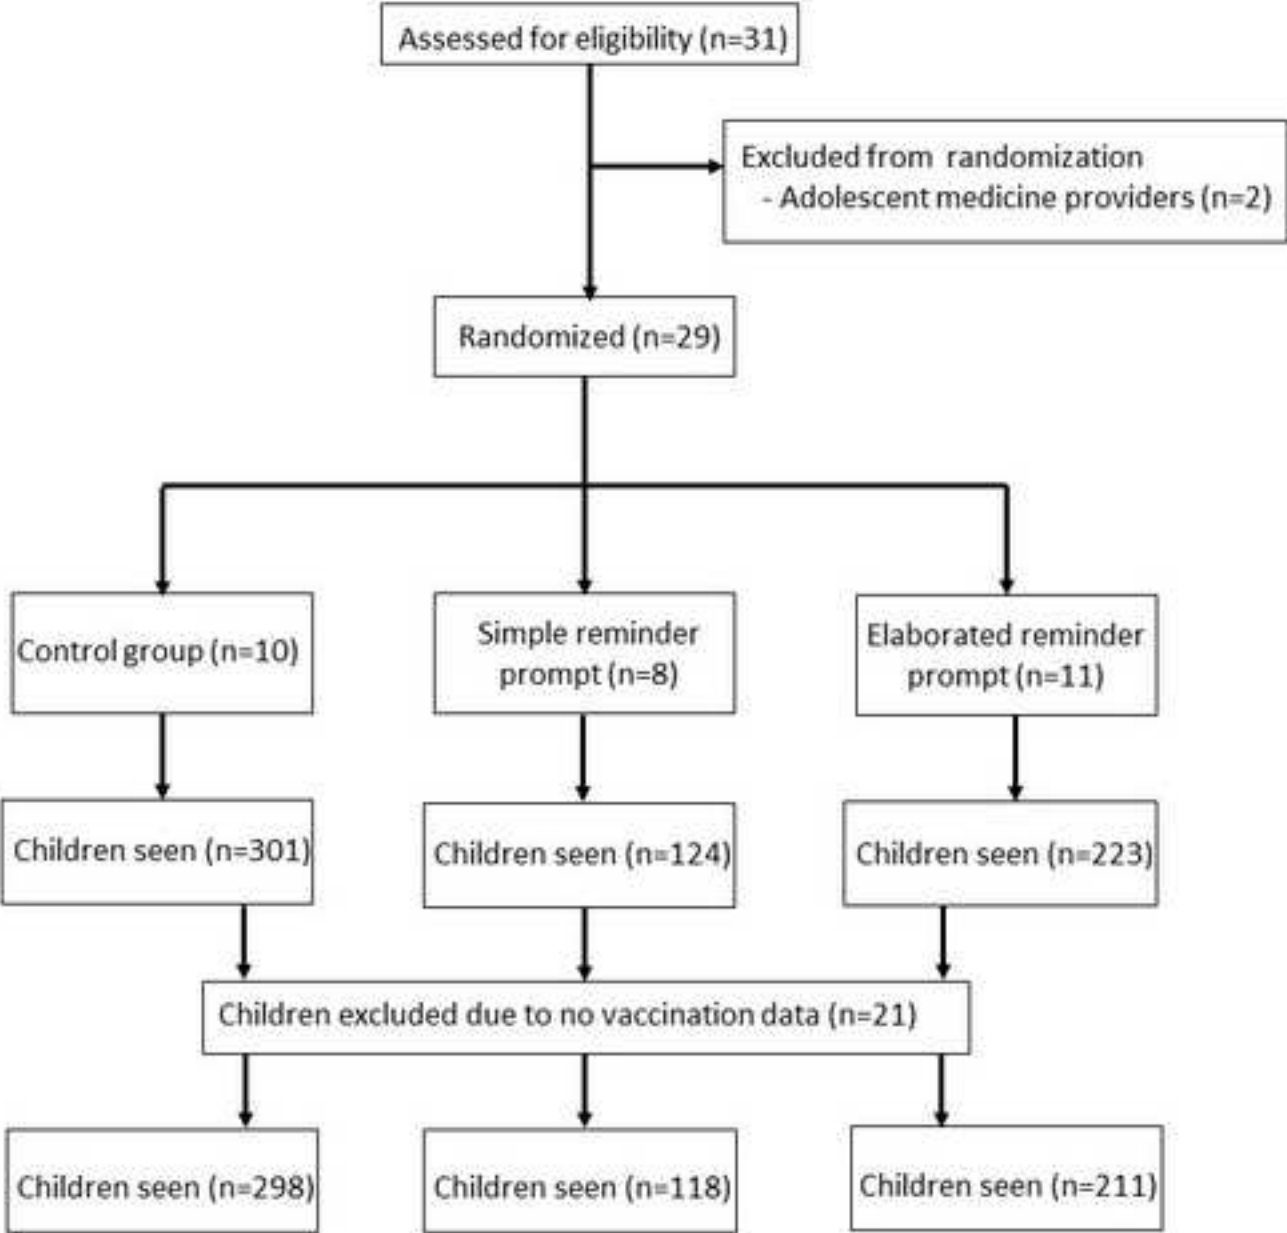 Assessed for eligibility (n=31)
Excluded from randomization
- Adolescent medicine providers (n=2)
Randomized (n=29)
Control group (n=10)
Simple reminder
prompt (n=8)
Elaborated reminder
prompt (n=11)
Children seen (n=301)
Children seen (n=124)
Children seen (n=223)
Children excluded due to no vaccination data (n=21)
Children seen (n=298)
Children seen (n=118)
Children seen (n=211)